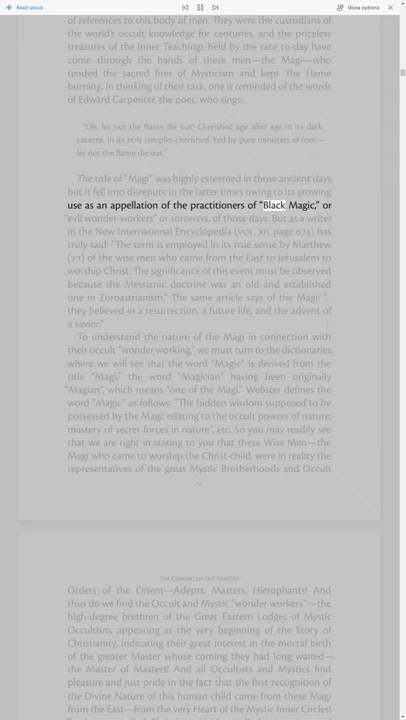 Read aloud
Voice options
of references to this body of men. They were the custodians of
the world's occult knowledge for centuries, and the priceless
treasures of the Inner Teachings held by the race to-day have
come through the hands of these men—the Magi—who
tended the sacred fires of Mysticism and kept The Flame
burning. In thinking of their task, one is reminded of the words
of Edward Carpenter, the poet, who sings:
"Oh, let not the flame die out! Cherished age after age in its dark
caverns, in its holy temples cherished. Fed by pure ministers of love—
let not the flame die out."
The title of "Magi" was highly esteemed in those ancient days,
but it fell into disrepute in the latter times owing to its growing
use as an appellation of the practitioners of "Black Magic," or
"evil wonder-workers" or sorcerers, of those days. But as a writer
in the New International Encyclopedia (VOL. XII, page 674) has
truly said: "The term is employed in its true sense by Matthew
(2:1) of the wise men who came from the East to Jerusalem to
worship Christ. The significance of this event must be observed
because the Messianic doctrine was an old and established
one in Zoroastrianism." The same article says of the Magi: "...
they believed in a resurrection, a future life, and the advent of
a savior."
To understand the nature of the Magi in connection with
their occult "wonder working," we must turn to the dictionaries,
where we will see that the word "Magic" is derived from the
title "Magi;" the word "Magician" having been originally
"Magian", which means "one of the Magi." Webster defines the
word "Magic" as follows: "The hidden wisdom supposed to be
possessed by the Magi; relating to the occult powers of nature;
mastery of secret forces in nature", etc. So you may readily see
that we are right in stating to you that these Wise Men—the
Magi who came to worship the Christ-child, were in reality the
representatives of the great Mystic Brotherhoods and Occult
The Coming of the Master
Orders of the Orient—Adepts, Masters, Hierophants! And
thus do we find the Occult and Mystic "wonder workers"—the
high-degree brethren of the Great Eastern Lodges of Mystic
Occultism, appearing at the very beginning of the Story of
Christianity, indicating their great interest in the mortal birth
of the greater Master whose coming they had long waited—
the Master of Masters! And all Occultists and Mystics find
pleasure and just pride in the fact that the first recognition of
the Divine Nature of this human child came from these Magi
from the East—from the very Heart of the Mystic Inner Circles!